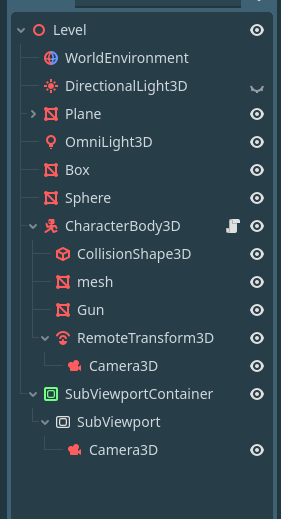 Level
WorldEnvironment
DirectionalLight3D
Plane
OmniLight3D
Box
Sphere
CharacterBody3D
CollisionShape3D
mesh
Gun
RemoteTransform3D
Camera3D
SubViewportContainer
SubViewport
Camera3D